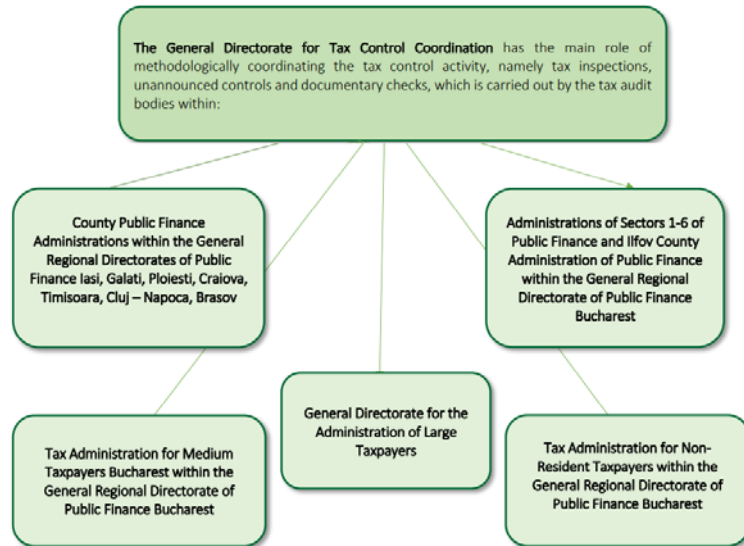 The General Directorate for Tax Control Coordination has the main role of
methodologically coordinating the tax control activity, namely tax inspections,
unannounced controls and documentary checks, which is carried out by the tax audit
bodies within:
County Public Finance
Administrations within the General
Regional Directorates of Public
Finance Iasi, Galati, Ploiesti, Craiova,
Timisoara, Cluj – Napoca, Brasov
Administrations of Sectors 1-6 of
Public Finance and Ilfov County
Administration of Public Finance
within the General Regional
Directorate of Public Finance
Bucharest
Tax Administration for Medium
Taxpayers Bucharest within the
General Regional Directorate of
Public Finance Bucharest
General Directorate for the
Administration of Large
Taxpayers
Tax Administration for Non-
Resident Taxpayers within the
General Regional Directorate of
Public Finance Bucharest